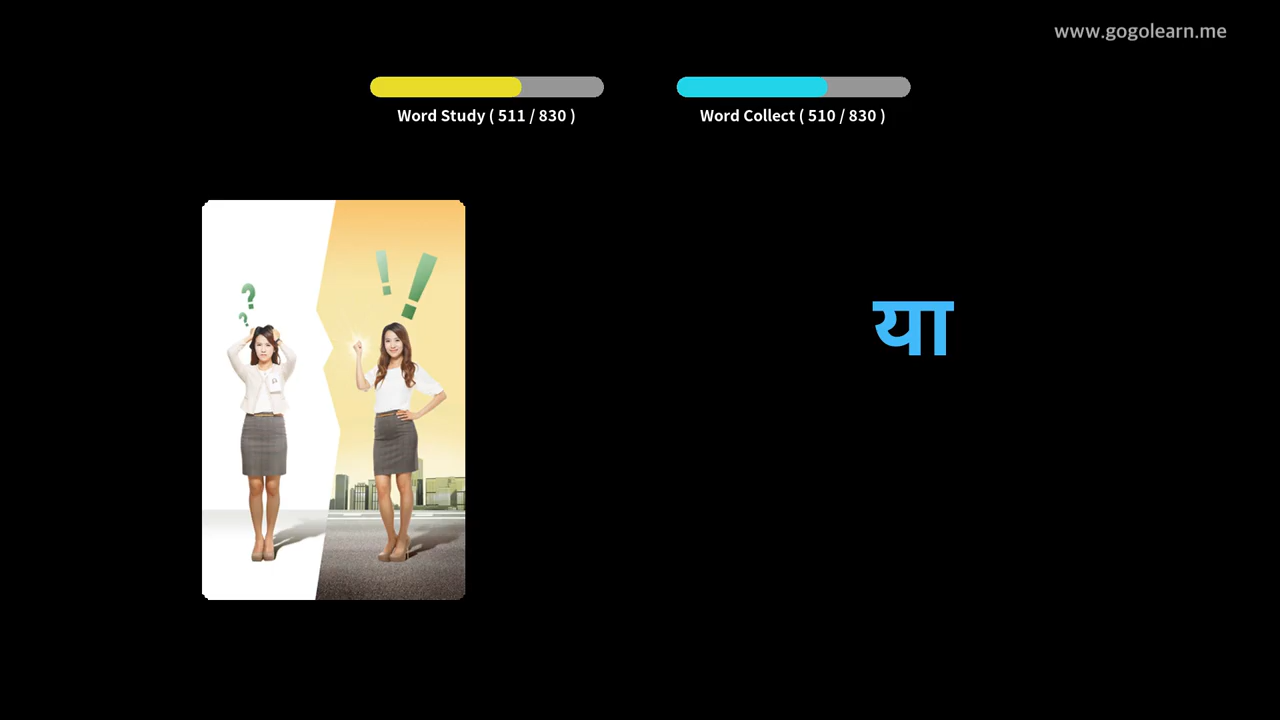 www.gogolearn.me
Word Study ( 511 / 830 )
Word Collect ( 510 / 830 )
? ?
! !
या